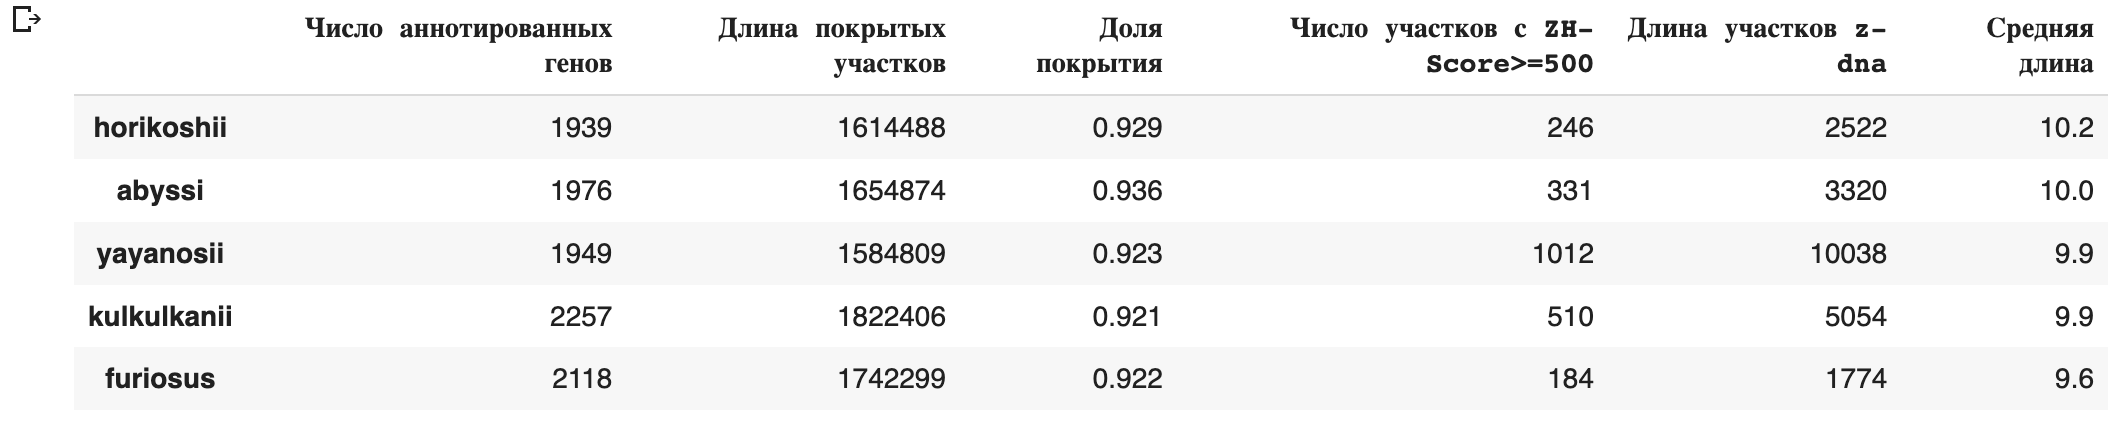 Число аннотированных генов Длина покрытых участков Доля покрытия Число участков с ZH-Score>=500 Длина участков z-dna Средняя длина
horikoshii 1939 1614488 0.929 246 2522 10.2
abyssi 1976 1654874 0.936 331 3320 10.0
yayanosii 1949 1584809 0.923 1012 10038 9.9
kulkulkanii 2257 1822406 0.921 510 5054 9.9
furiosus 2118 1742299 0.922 184 1774 9.6